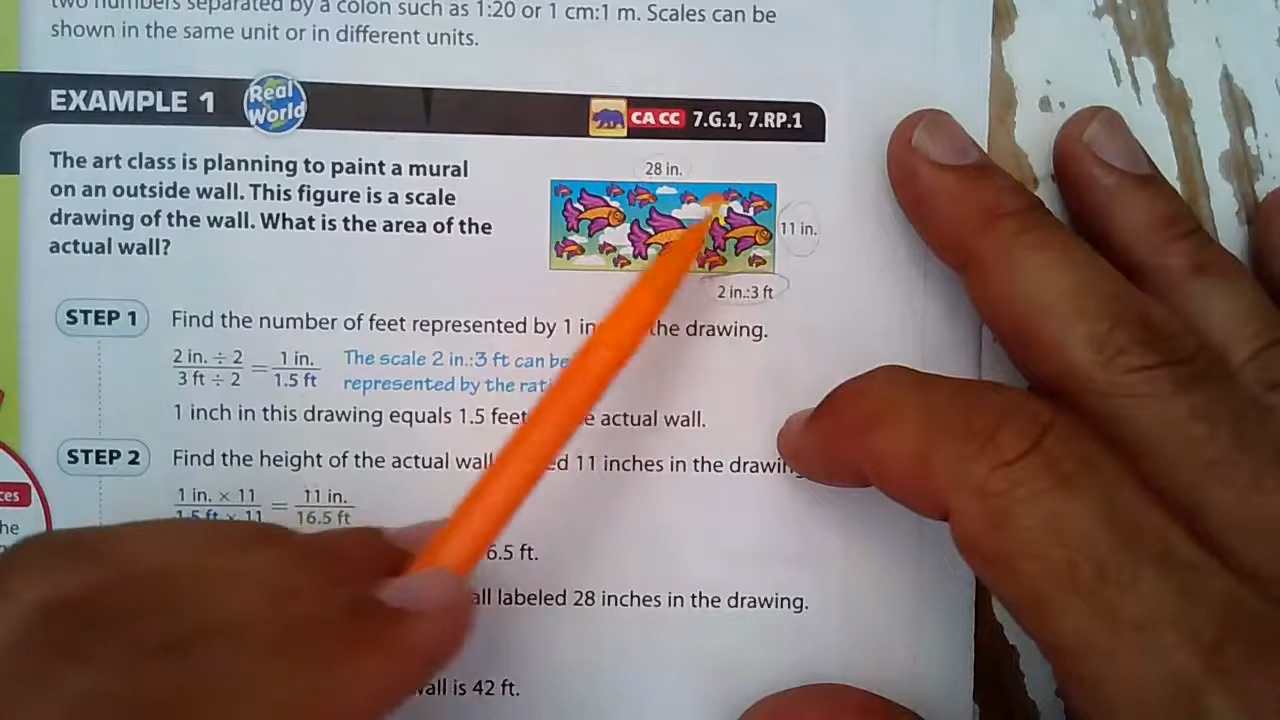 two numbers separated by a colon such as 1:20 or 1 cm:1 m. Scales can be
shown in the same unit or in different units.
EXAMPLE 1 Real World CA CC 7.G.1, 7.RP.1
The art class is planning to paint a mural
on an outside wall. This figure is a scale
drawing of the wall. What is the area of the
actual wall?
28 in.
11 in.
2 in.:3 ft
STEP 1 Find the number of feet represented by 1 in the drawing.
2 in. ÷ 2 / 3 ft ÷ 2 = 1 in. / 1.5 ft
The scale 2 in.:3 ft can be
represented by the
1 inch in this drawing equals 1.5 feet actual wall.
STEP 2 Find the height of the actual wall 11 inches in the
1 in. × 11 / 1.5 ft × 11 = 11 in. / 16.5 ft
6.5 ft.
labeled 28 inches in the drawing.
is 42 ft.